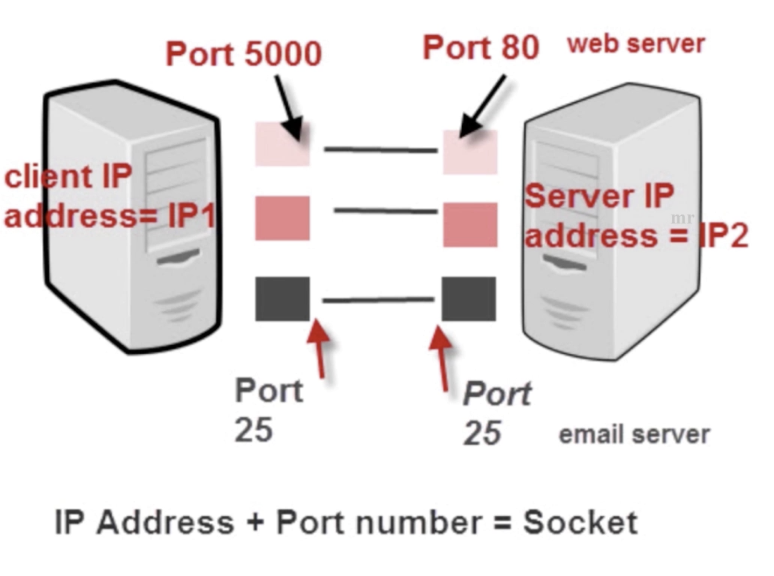 Port 5000
Port 80 web server
client IP
address= IP1
Server IP
mr
address = IP2
Port
25
Port
25
email server
IP Address + Port number = Socket